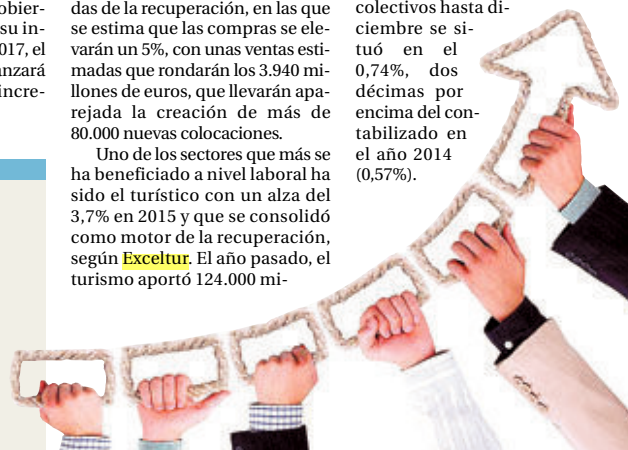 obier-
su in-
017, el
nzará
incre-
das de la recuperación, en las que
se estima que las compras se ele-
varán un 5%, con unas ventas esti-
madas que rondarán los 3.940 mi-
llones de euros, que llevarán apa-
rejada la creación de más de
80.000 nuevas colocaciones.
Uno de los sectores que más se
ha beneficiado a nivel laboral ha
sido el turístico con un alza del
3,7% en 2015 y que se consolidó
como motor de la recuperación,
según Exceltur. El año pasado, el
turismo aportó 124.000 mi-
colectivos hasta di-
ciembre se si-
tuó en el
0,74%, dos
décimas por
encima del con-
tabilizado en
el año 2014
(0,57%).